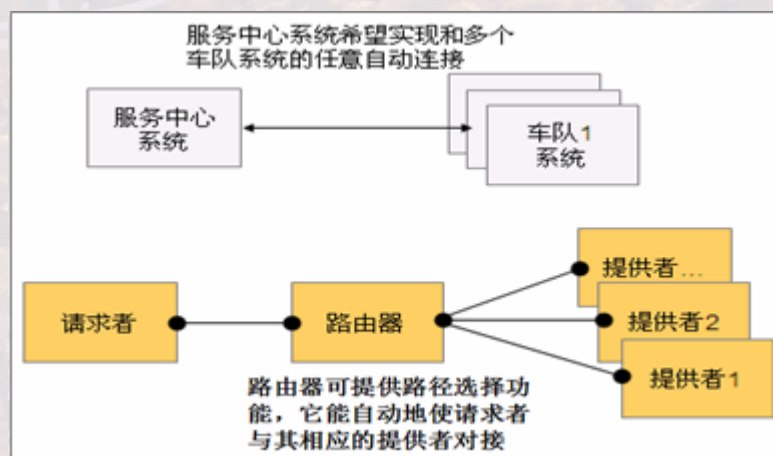 服务中心系统希望实现和多个
车队系统的任意自动连接
服务中心
系统
车队1
系统
提供者...
请求者
路由器
提供者2
提供者1
路由器可提供路径选择功
能，它能自动地使请求者
与其相应的提供者对接